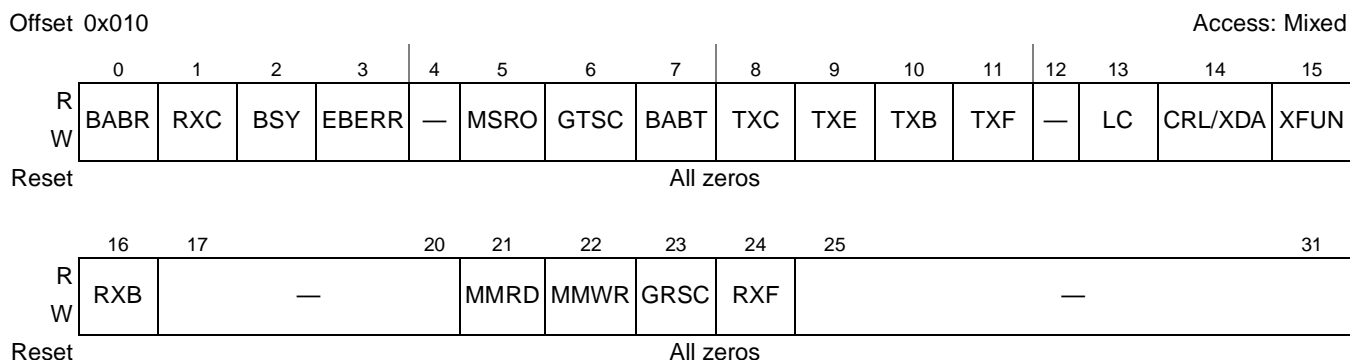 Offset 0x010 Access: Mixed
0 1 2 3 4 5 6 7 8 9 10 11 12 13 14 15
R
W
BABR RXC BSY EBERR — MSRO GTSC BABT TXC TXE TXB TXF — LC CRL/XDA XFUN
Reset All zeros
16 17 20 21 22 23 24 25 31
R
W
RXB — MMRD MMWR GRSC RXF —
Reset All zeros